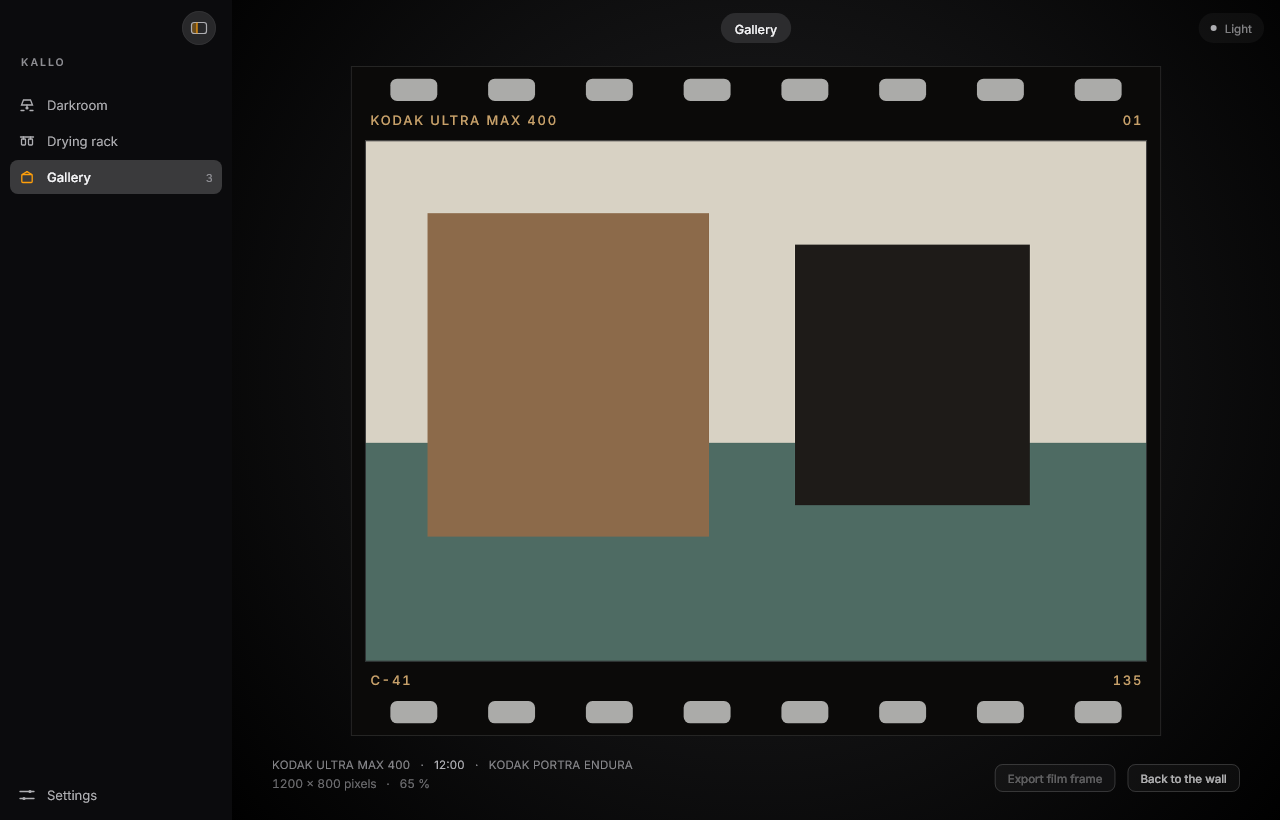 Gallery
Light
KALLO
Darkroom
Drying rack
Gallery 3
Settings
KODAK ULTRA MAX 400 01
C-41 135
KODAK ULTRA MAX 400 · 12:00 · KODAK PORTRA ENDURA
1200 × 800 pixels · 65 %
Export film frame
Back to the wall